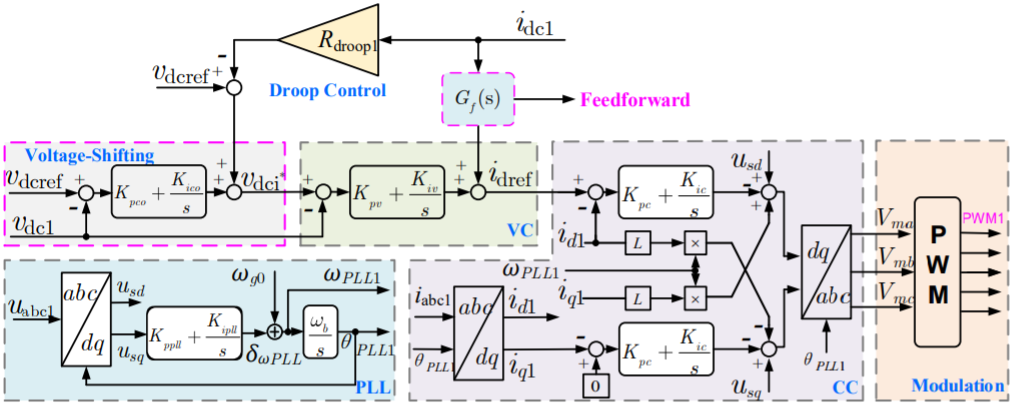 R_droop1
i_dc1
v_dcref
+
-
Droop Control
G_f(s)
Feedforward
Voltage-Shifting
v_dcref
+
-
K_pco + K_ico/s
+
+
v_dci*
v_dc1
+
-
K_pv + K_iv/s
+
+
i_dref
VC
+
-
K_pc + K_ic/s
u_sd
-
+
+
i_d1
L
×
ω_PLL1
i_q1
L
×
i_abc1
θ_PLL1
abc
dq
i_d1
i_q1
-
+
0
K_pc + K_ic/s
-
-
+
u_sq
CC
dq
abc
θ_PLL1
V_ma
V_mb
V_mc
P
W
M
PWM1
Modulation
u_abc1
abc
dq
u_sd
u_sq
K_ppll + K_ipll/s
ω_g0
+
δ_ωPLL
ω_PLL1
ω_b/s
θ_PLL1
PLL